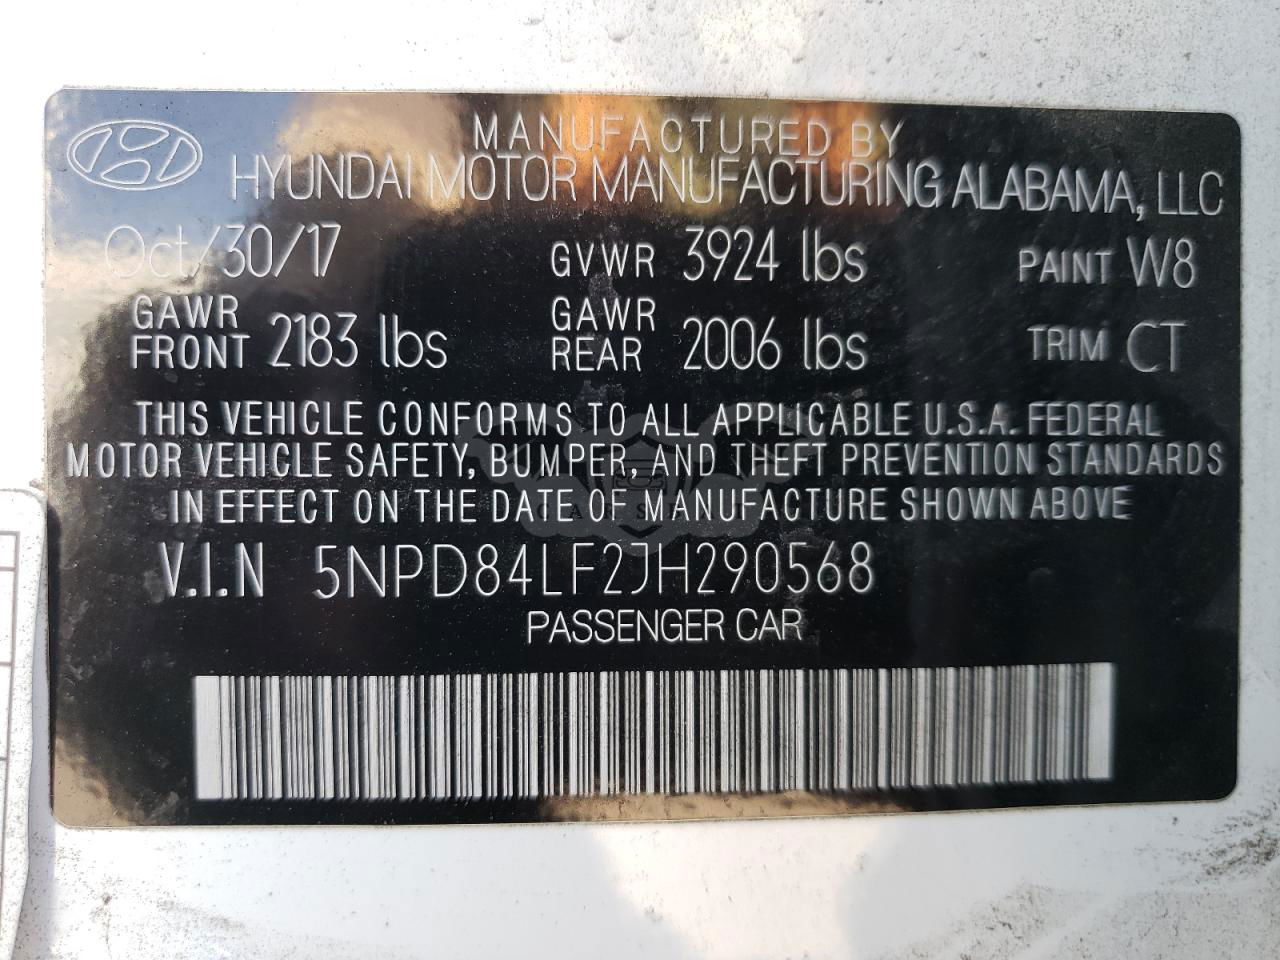 MANUFACTURED BY
HYUNDAI MOTOR MANUFACTURING ALABAMA, LLC
Oct/30/17 GVWR 3924 lbs PAINT W8
GAWR FRONT 2183 lbs GAWR REAR 2006 lbs TRIM CT
THIS VEHICLE CONFORMS TO ALL APPLICABLE U.S.A. FEDERAL
MOTOR VEHICLE SAFETY, BUMPER, AND THEFT PREVENTION STANDARDS
IN EFFECT ON THE DATE OF MANUFACTURE SHOWN ABOVE
V.I.N 5NPD84LF2JH290568
PASSENGER CAR